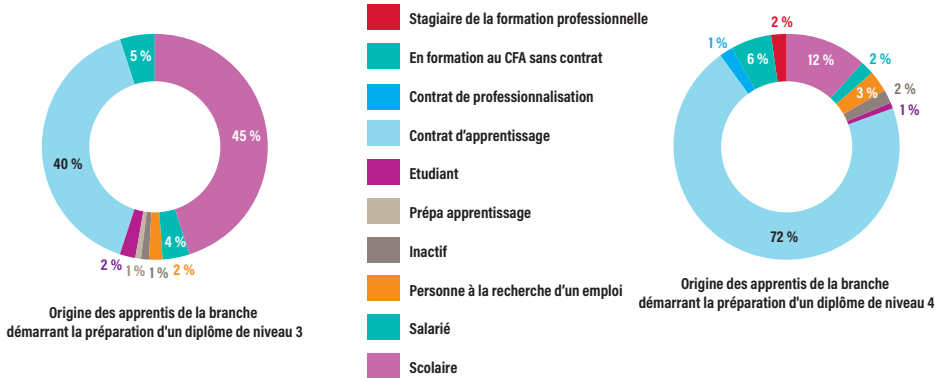 5 %
45 %
40 %
4 %
2 %
1 %
1 %
2 %
Origine des apprentis de la branche
démarrant la préparation d'un diplôme de niveau 3
Stagiaire de la formation professionnelle
En formation au CFA sans contrat
Contrat de professionnalisation
Contrat d'apprentissage
Etudiant
Prépa apprentissage
Inactif
Personne à la recherche d'un emploi
Salarié
Scolaire
2 %
1 %
6 %
12 %
2 %
3 %
2 %
1 %
72 %
Origine des apprentis de la branche
démarrant la préparation d'un diplôme de niveau 4